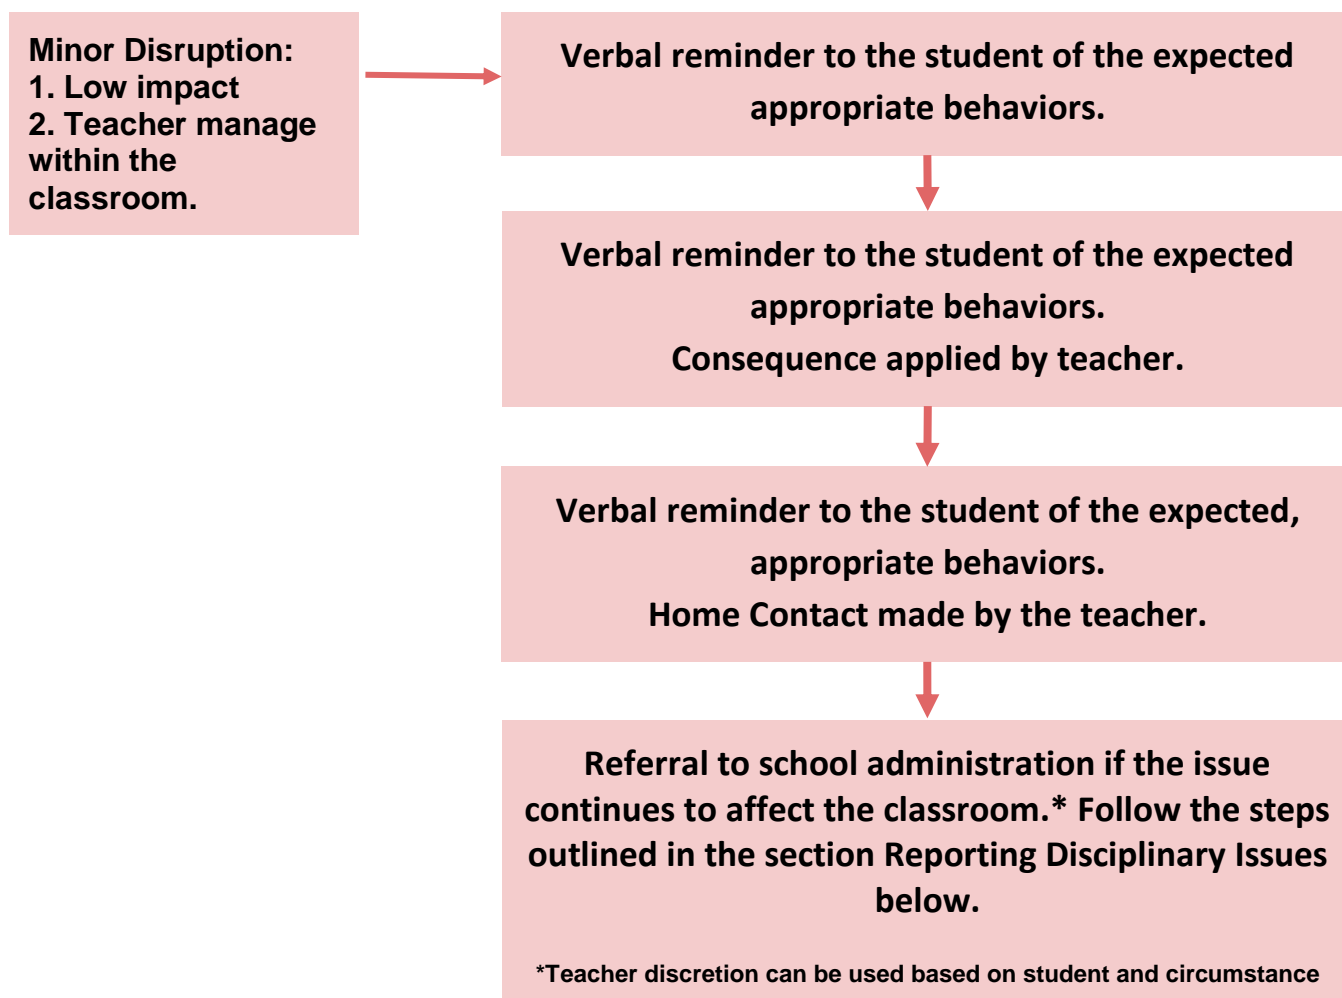 Minor Disruption:
1. Low impact
2. Teacher manage
within the
classroom.
Verbal reminder to the student of the expected
appropriate behaviors.
Verbal reminder to the student of the expected
appropriate behaviors.
Consequence applied by teacher.
Verbal reminder to the student of the expected,
appropriate behaviors.
Home Contact made by the teacher.
Referral to school administration if the issue
continues to affect the classroom.* Follow the steps
outlined in the section Reporting Disciplinary Issues
below.
*Teacher discretion can be used based on student and circumstance